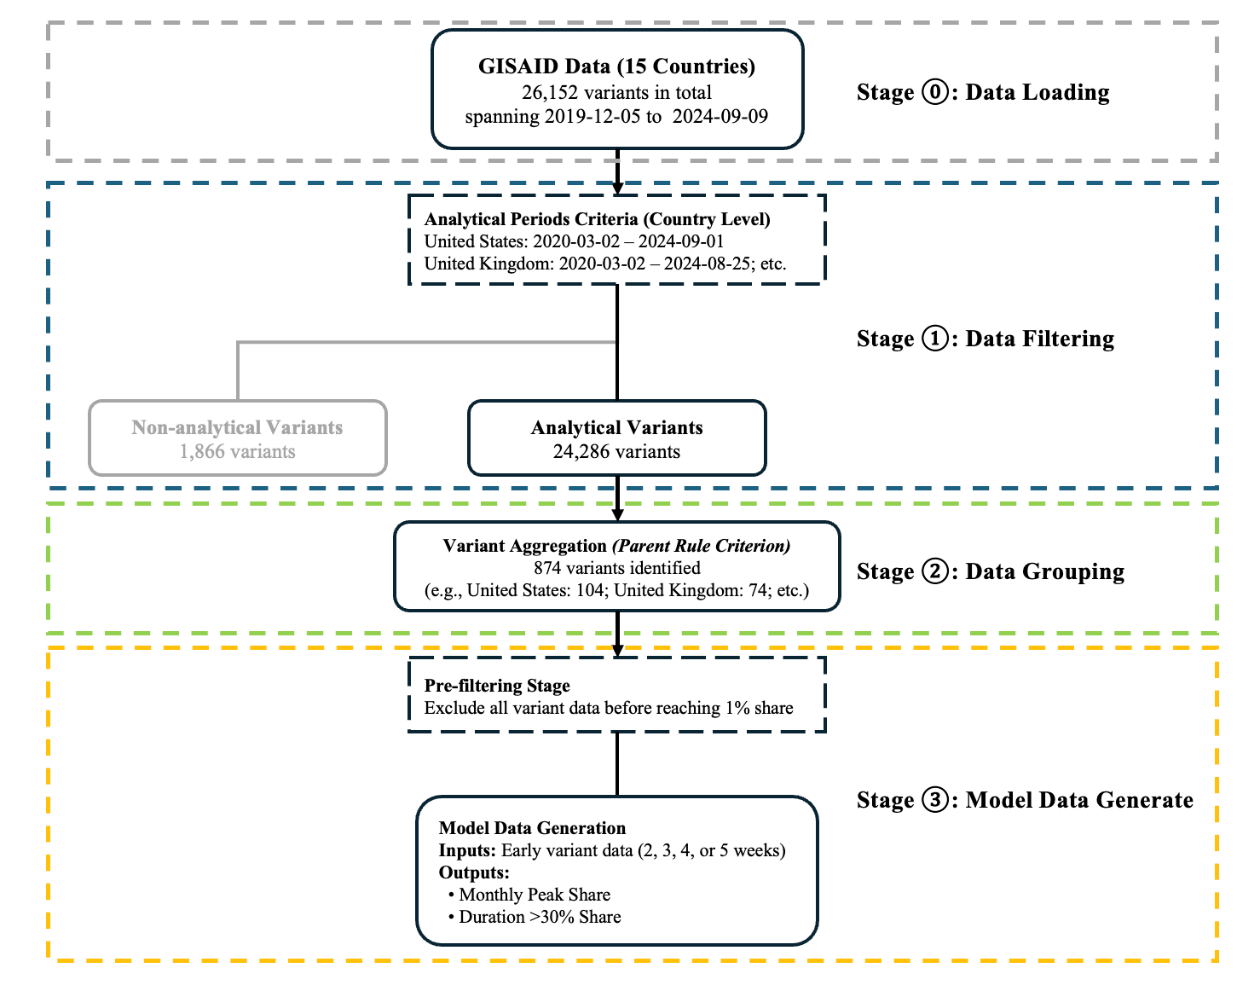 GISAID Data (15 Countries)
26,152 variants in total
spanning 2019-12-05 to 2024-09-09
Stage ⓪: Data Loading
Analytical Periods Criteria (Country Level)
United States: 2020-03-02 – 2024-09-01
United Kingdom: 2020-03-02 – 2024-08-25; etc.
Stage ①: Data Filtering
Non-analytical Variants
1,866 variants
Analytical Variants
24,286 variants
Variant Aggregation (Parent Rule Criterion)
874 variants identified
(e.g., United States: 104; United Kingdom: 74; etc.)
Stage ②: Data Grouping
Pre-filtering Stage
Exclude all variant data before reaching 1% share
Stage ③: Model Data Generate
Model Data Generation
Inputs: Early variant data (2, 3, 4, or 5 weeks)
Outputs:
• Monthly Peak Share
• Duration >30% Share